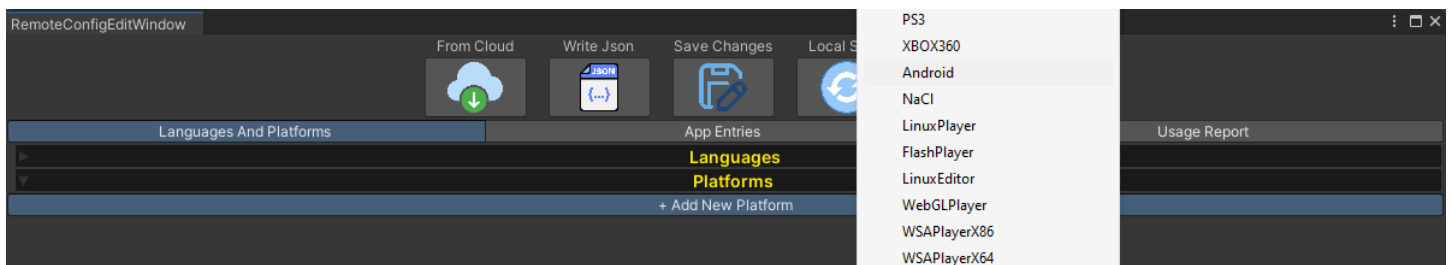 RemoteConfigEditWindow
From Cloud
Write Json
Save Changes
Local S
JSON
{...}
Languages And Platforms
App Entries
Usage Report
Languages
Platforms
+ Add New Platform
PS3
XBOX360
Android
NaCl
LinuxPlayer
FlashPlayer
LinuxEditor
WebGLPlayer
WSAPlayerX86
WSAPlayerX64